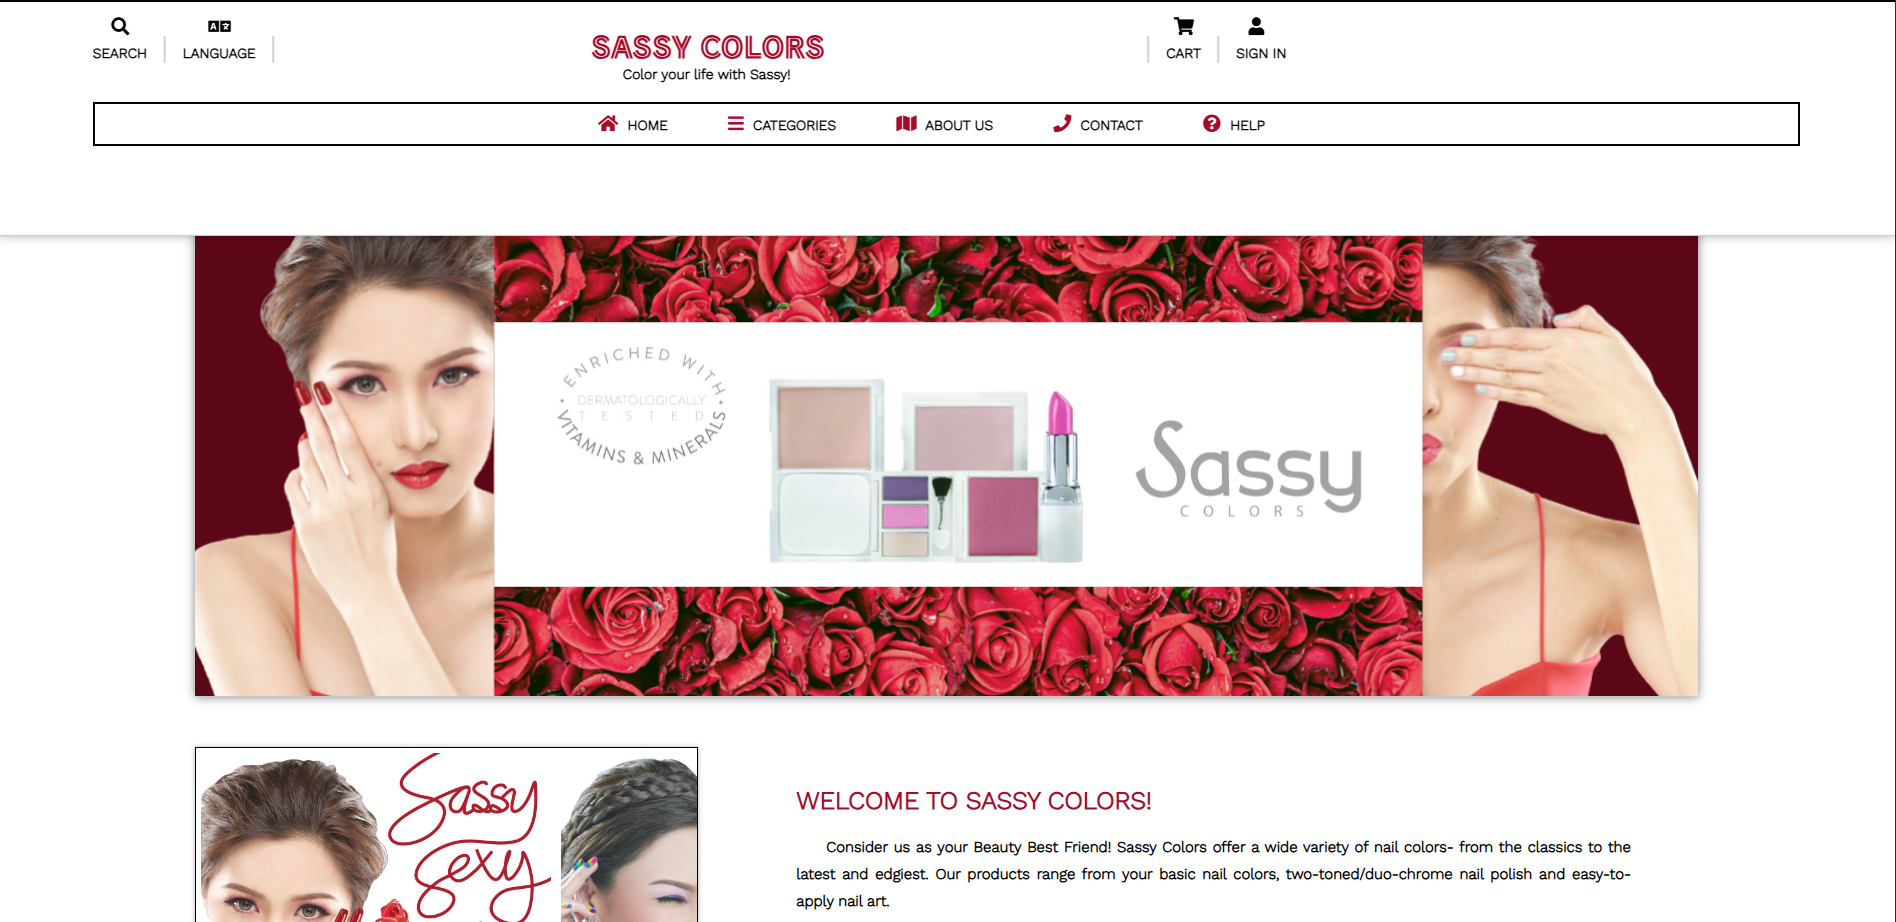 SEARCH
LANGUAGE
SASSY COLORS
Color your life with Sassy!
CART
SIGN IN
HOME
CATEGORIES
ABOUT US
CONTACT
HELP
ENRICHED WITH
DERMATOLOGICALLY
TESTED
VITAMINS & MINERALS
Sassy
COLORS
Sassy
Sexy
WELCOME TO SASSY COLORS!
Consider us as your Beauty Best Friend! Sassy Colors offer a wide variety of nail colors- from the classics to the
latest and edgiest. Our products range from your basic nail colors, two-toned/duo-chrome nail polish and easy-to-
apply nail art.